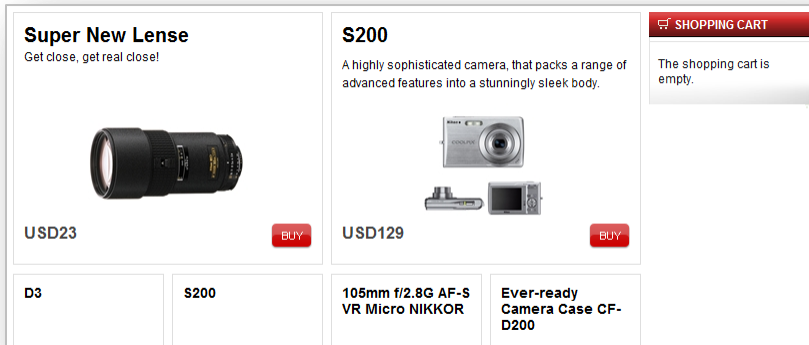 Super New Lense
Get close, get real close!
USD23
BUY
S200
A highly sophisticated camera, that packs a range of
advanced features into a stunningly sleek body.
Nikon
COOLPIX
USD129
BUY
SHOPPING CART
The shopping cart is
empty.
D3
S200
105mm f/2.8G AF-S
VR Micro NIKKOR
Ever-ready
Camera Case CF-
D200